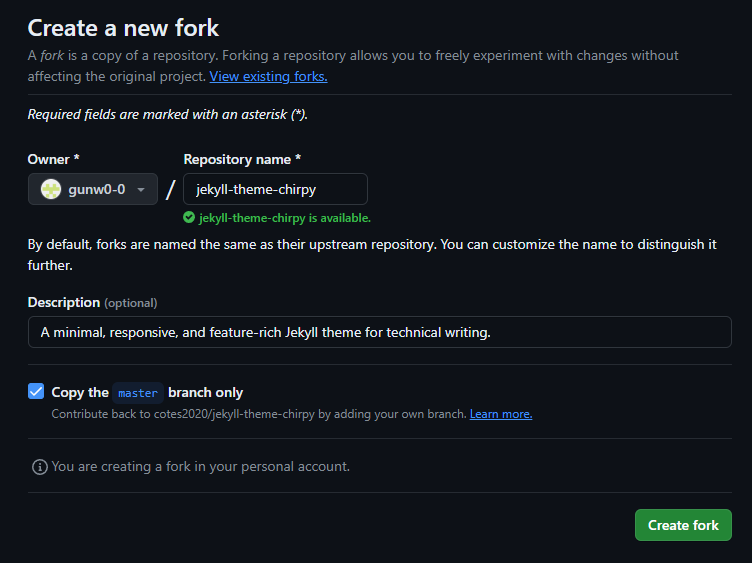 Create a new fork
A fork is a copy of a repository. Forking a repository allows you to freely experiment with changes without
affecting the original project. View existing forks.
Required fields are marked with an asterisk (*).
Owner * Repository name *
gunw0-0 / jekyll-theme-chirpy
jekyll-theme-chirpy is available.
By default, forks are named the same as their upstream repository. You can customize the name to distinguish it
further.
Description (optional)
A minimal, responsive, and feature-rich Jekyll theme for technical writing.
Copy the master branch only
Contribute back to cotes2020/jekyll-theme-chirpy by adding your own branch. Learn more.
You are creating a fork in your personal account.
Create fork